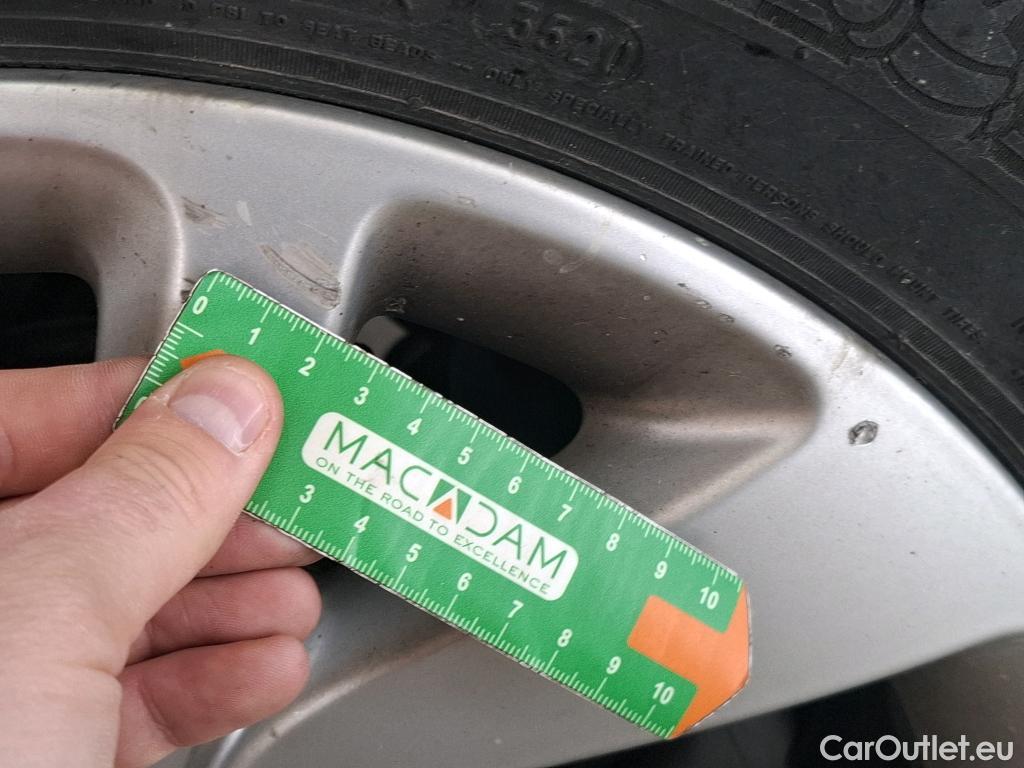 PSI TO SEAT BEADS - ONLY SPECIALLY TRAINED PERSONS SHOULD MOUNT TIRES
3521
0 1 2 3 4 5 6 7 8 9 10
MACADAM
ON THE ROAD TO EXCELLENCE
3 4 5 6 7 8 9 10
CarOutlet.eu